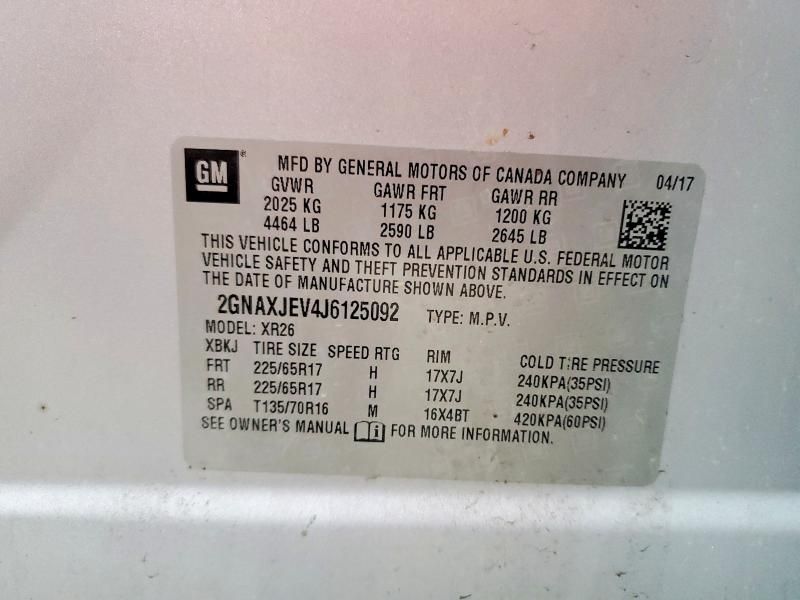 GM ® MFD BY GENERAL MOTORS OF CANADA COMPANY 04/17
GVWR GAWR FRT GAWR RR
2025 KG 1175 KG 1200 KG
4464 LB 2590 LB 2645 LB
THIS VEHICLE CONFORMS TO ALL APPLICABLE U.S. FEDERAL MOTOR
VEHICLE SAFETY AND THEFT PREVENTION STANDARDS IN EFFECT ON
THE DATE OF MANUFACTURE SHOWN ABOVE.
2GNAXJEV4J6125092 TYPE: M.P.V.
MODEL: XR26
XBKJ TIRE SIZE SPEED RTG RIM COLD TIRE PRESSURE
FRT 225/65R17 H 17X7J 240KPA(35PSI)
RR 225/65R17 H 17X7J 240KPA(35PSI)
SPA T135/70R16 M 16X4BT 420KPA(60PSI)
SEE OWNER'S MANUAL FOR MORE INFORMATION.